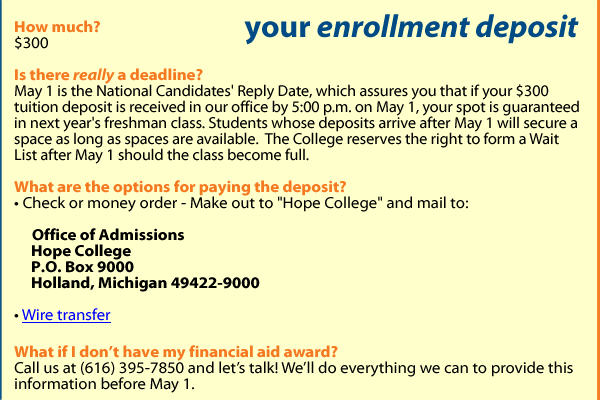 your enrollment deposit
How much?
$300
Is there really a deadline?
May 1 is the National Candidates' Reply Date, which assures you that if your $300
tuition deposit is received in our office by 5:00 p.m. on May 1, your spot is guaranteed
in next year's freshman class. Students whose deposits arrive after May 1 will secure a
space as long as spaces are available.  The College reserves the right to form a Wait
List after May 1 should the class become full.
What are the options for paying the deposit?
• Check or money order - Make out to "Hope College" and mail to:
Office of Admissions
Hope College
P.O. Box 9000
Holland, Michigan 49422-9000
• Wire transfer
What if I don’t have my financial aid award?
Call us at (616) 395-7850 and let’s talk! We’ll do everything we can to provide this
information before May 1.